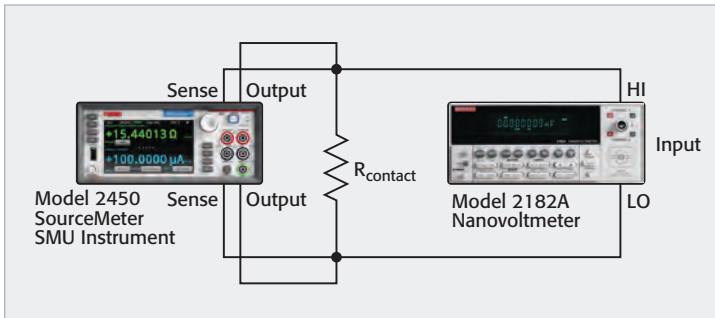 Sense
Output
HI
+15.44013 Ω
+100.0000 µA
R contact
Input
Sense
Output
LO
Model 2450
SourceMeter
SMU Instrument
Model 2182A
Nanovoltmeter